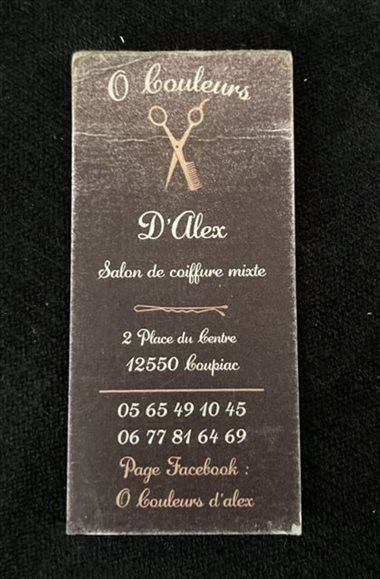 O Couleurs
D'Alex
Salon de coiffure mixte
2 Place du Centre
12550 Coupiac
05 65 49 10 45
06 77 81 64 69
Page Facebook :
O Couleurs d'alex